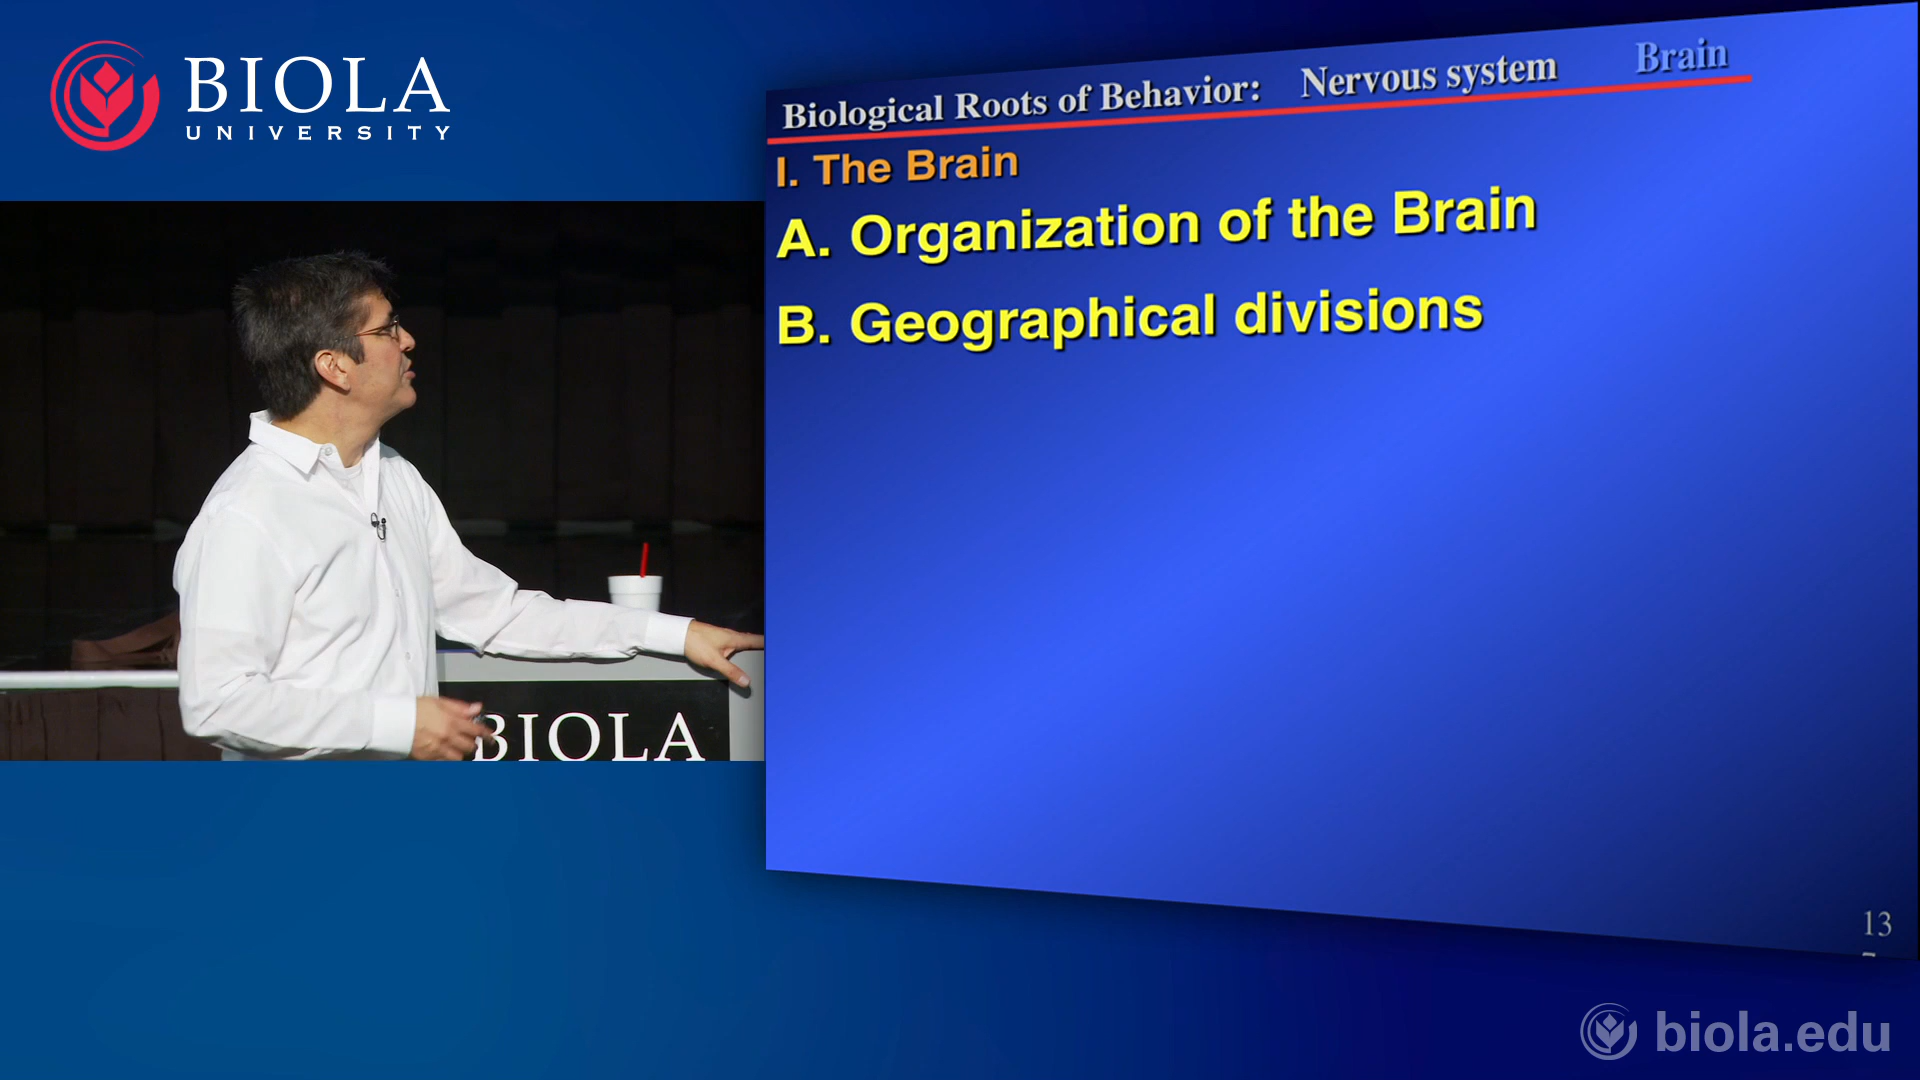 BIOLA
UNIVERSITY
Biological Roots of Behavior: Nervous system Brain
I. The Brain
A. Organization of the Brain
B. Geographical divisions
BIOLA
13
biola.edu